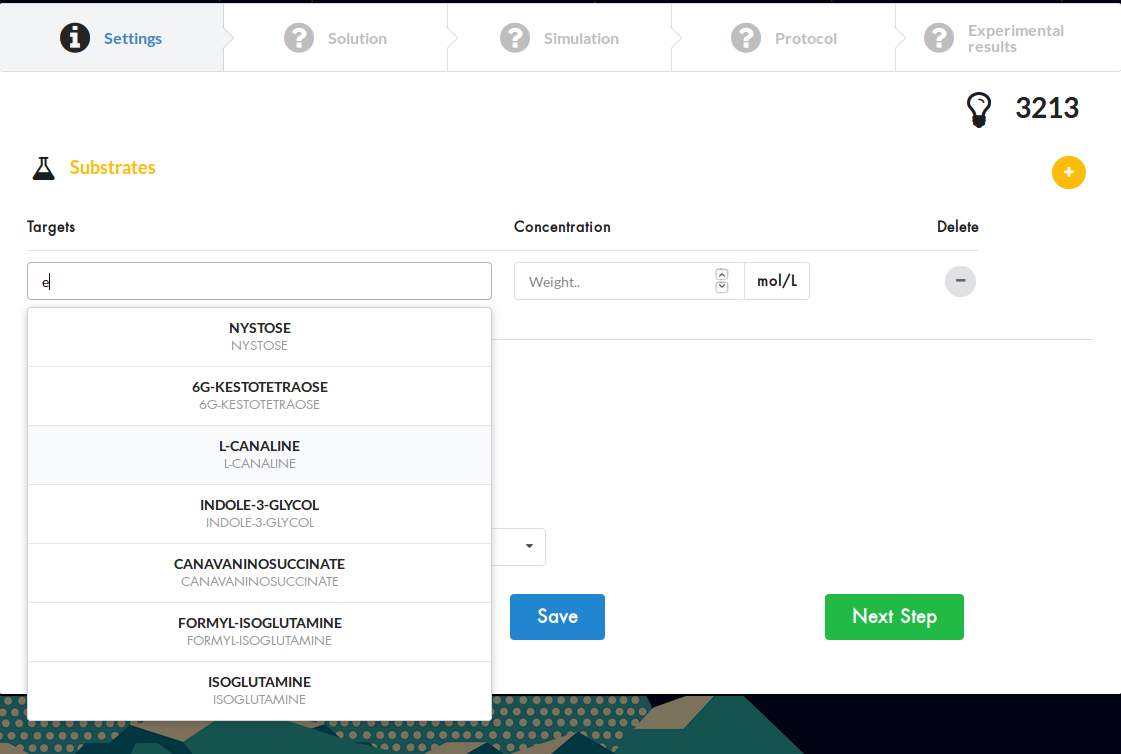 Settings
Solution
Simulation
Protocol
Experimental
results
3213
Substrates
Targets Concentration Delete
e Weight.. mol/L
NYSTOSE
NYSTOSE
6G-KESTOTETRAOSE
6G-KESTOTETRAOSE
L-CANALINE
L-CANALINE
INDOLE-3-GLYCOL
INDOLE-3-GLYCOL
CANAVANINOSUCCINATE
CANAVANINOSUCCINATE
FORMYL-ISOGLUTAMINE
FORMYL-ISOGLUTAMINE
ISOGLUTAMINE
ISOGLUTAMINE
Save
Next Step